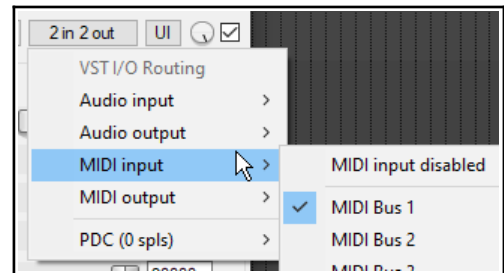 2 in 2 out UI
VST I/O Routing
Audio input
Audio output
MIDI input
MIDI output
PDC (0 spls)
MIDI input disabled
MIDI Bus 1
MIDI Bus 2